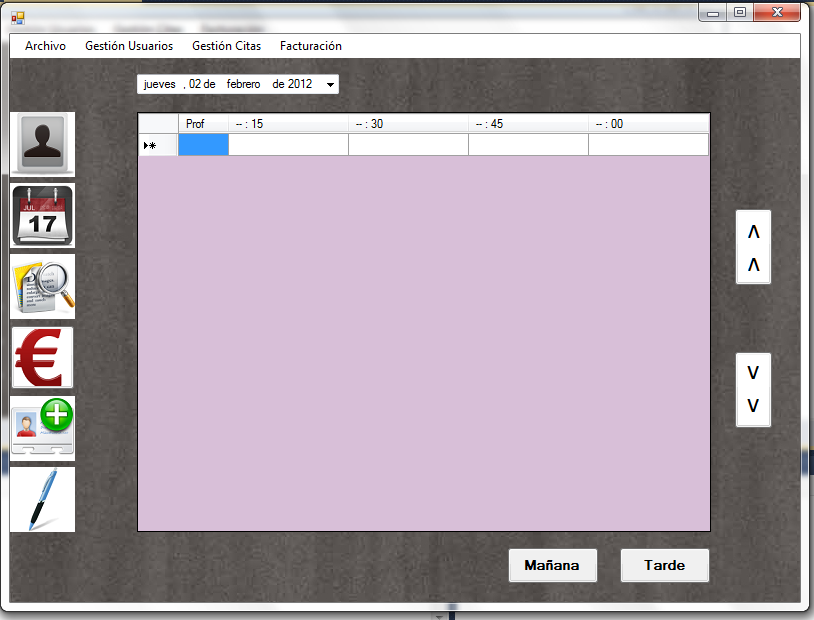 Archivo Gestión Usuarios Gestión Citas Facturación
jueves , 02 de febrero de 2012
Prof -- : 15 -- : 30 -- : 45 -- : 00
JUL
17
Λ
Λ
€
V
V
Mañana Tarde